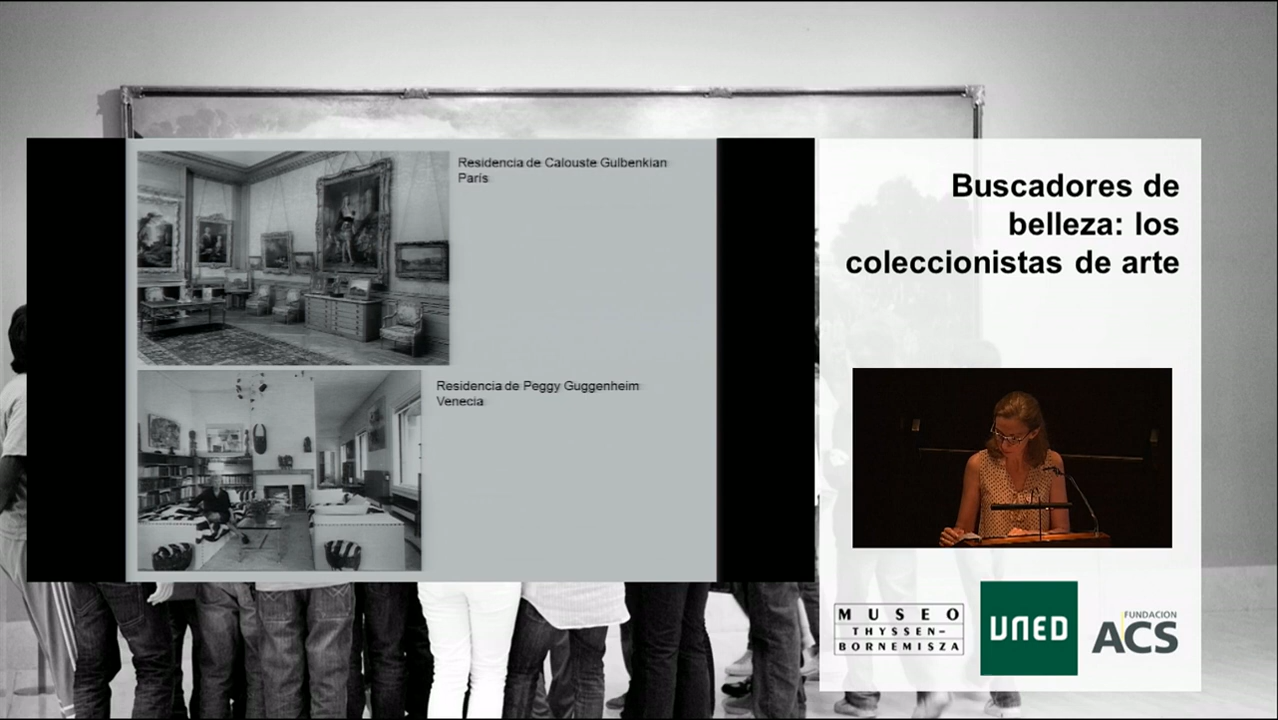 Residencia de Calouste Gulbenkian
París
Residencia de Peggy Guggenheim
Venecia
Buscadores de
belleza: los
coleccionistas de arte
MUSEO
THYSSEN-
BORNEMISZA
UNED
FUNDACION
ACS